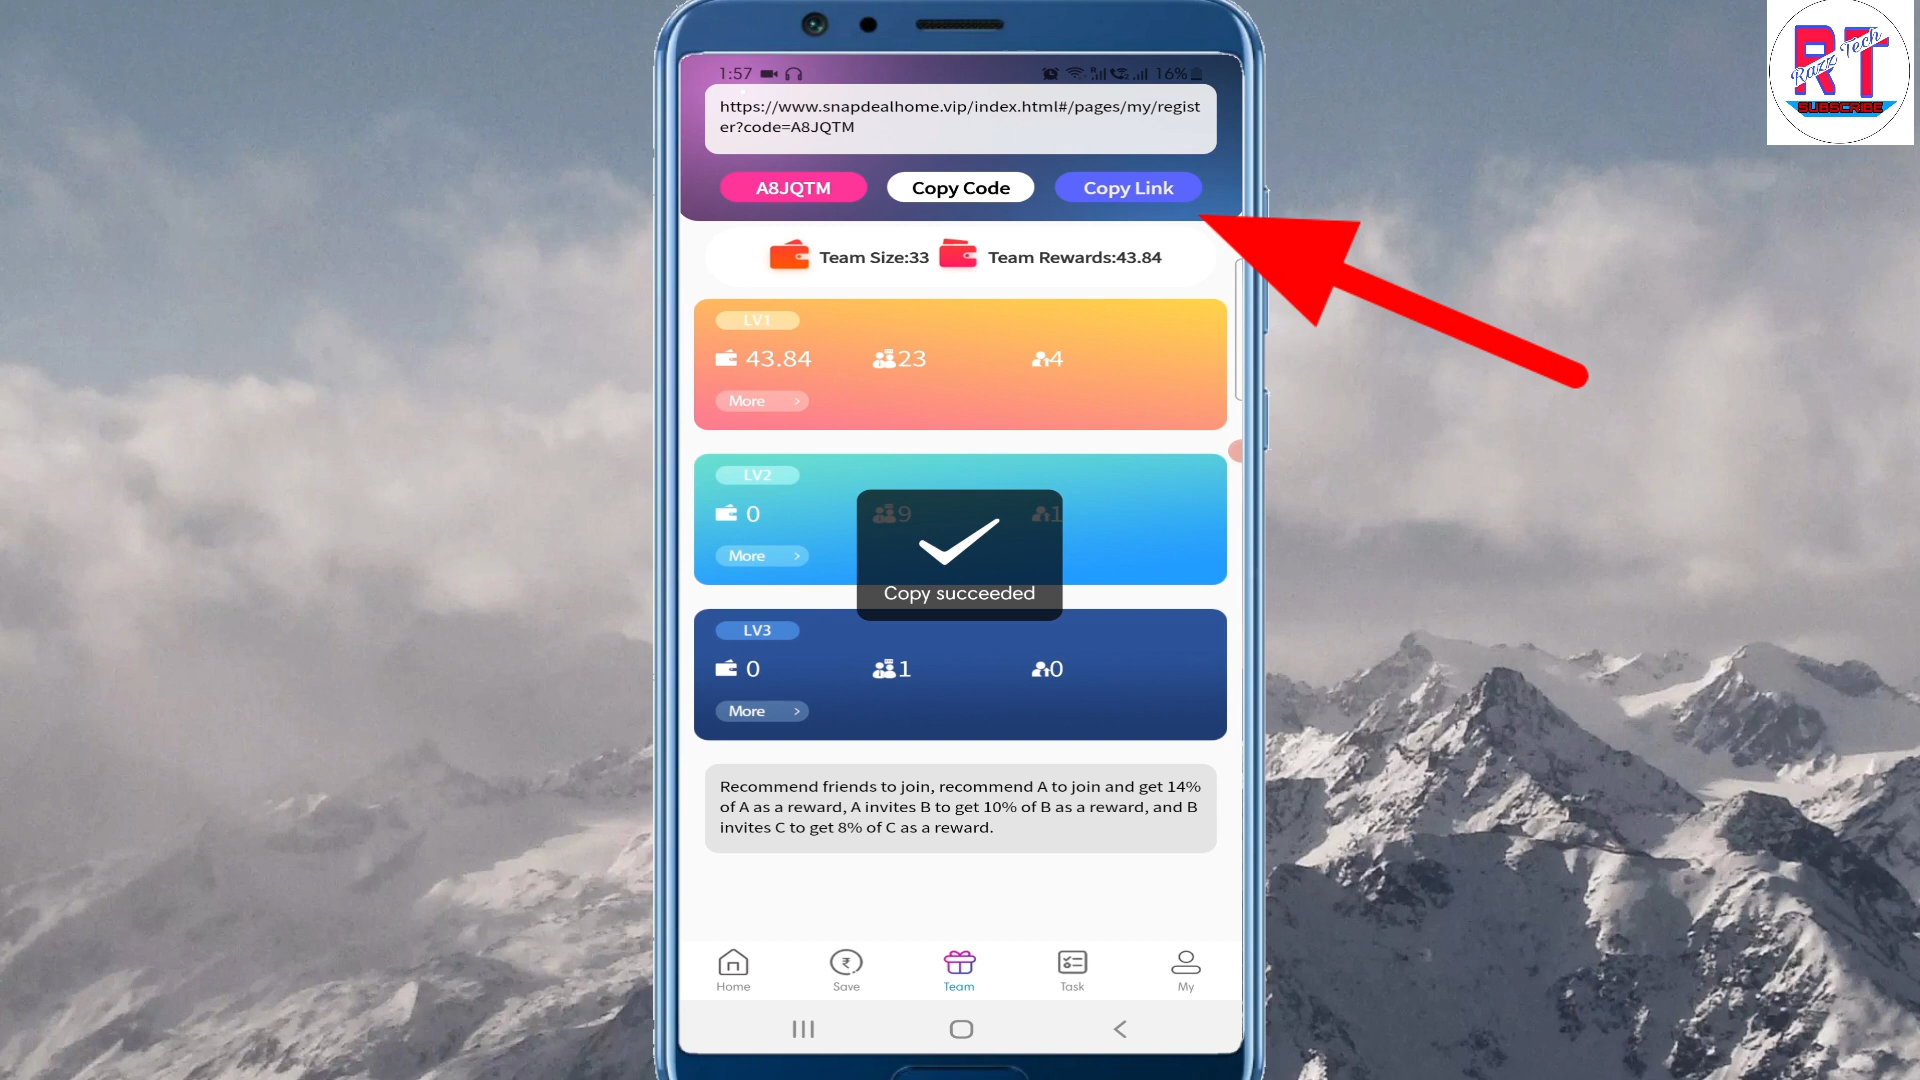 1:57
16%
https://www.snapdealhome.vip/index.html#/pages/my/regist
er?code=A8JQTM
A8JQTM
Copy Code
Copy Link
Team Size:33
Team Rewards:43.84
LV1
43.84
23
4
More >
LV2
0
9
1
More >
Copy succeeded
LV3
0
1
0
More >
Recommend friends to join, recommend A to join and get 14%
of A as a reward, A invites B to get 10% of B as a reward, and B
invites C to get 8% of C as a reward.
Home
Save
Team
Task
My
RT
Razz Tech
SUBSCRIBE